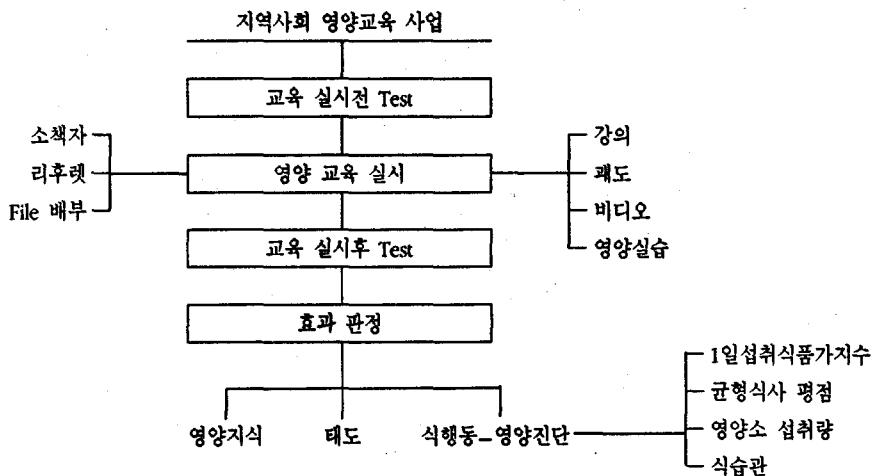 지역사회 영양교육 사업
교육 실시전 Test
소책자
리후렛
File 배부
영양 교육 실시
강의
괘도
비디오
영양실습
교육 실시후 Test
효과 판정
영양지식
태도
식행동–영양진단
1일섭취식품가지수
균형식사 평점
영양소 섭취량
식습관